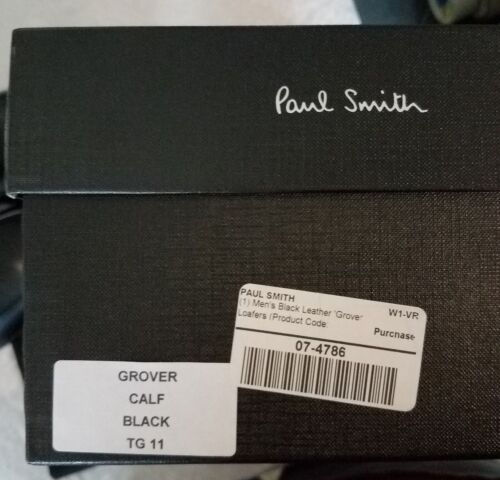 Paul Smith
PAUL SMITH
(1) Men's Black Leather 'Grover' W1-VR
Loafers (Product Code:
Purchase
07-4786
GROVER
CALF
BLACK
TG 11